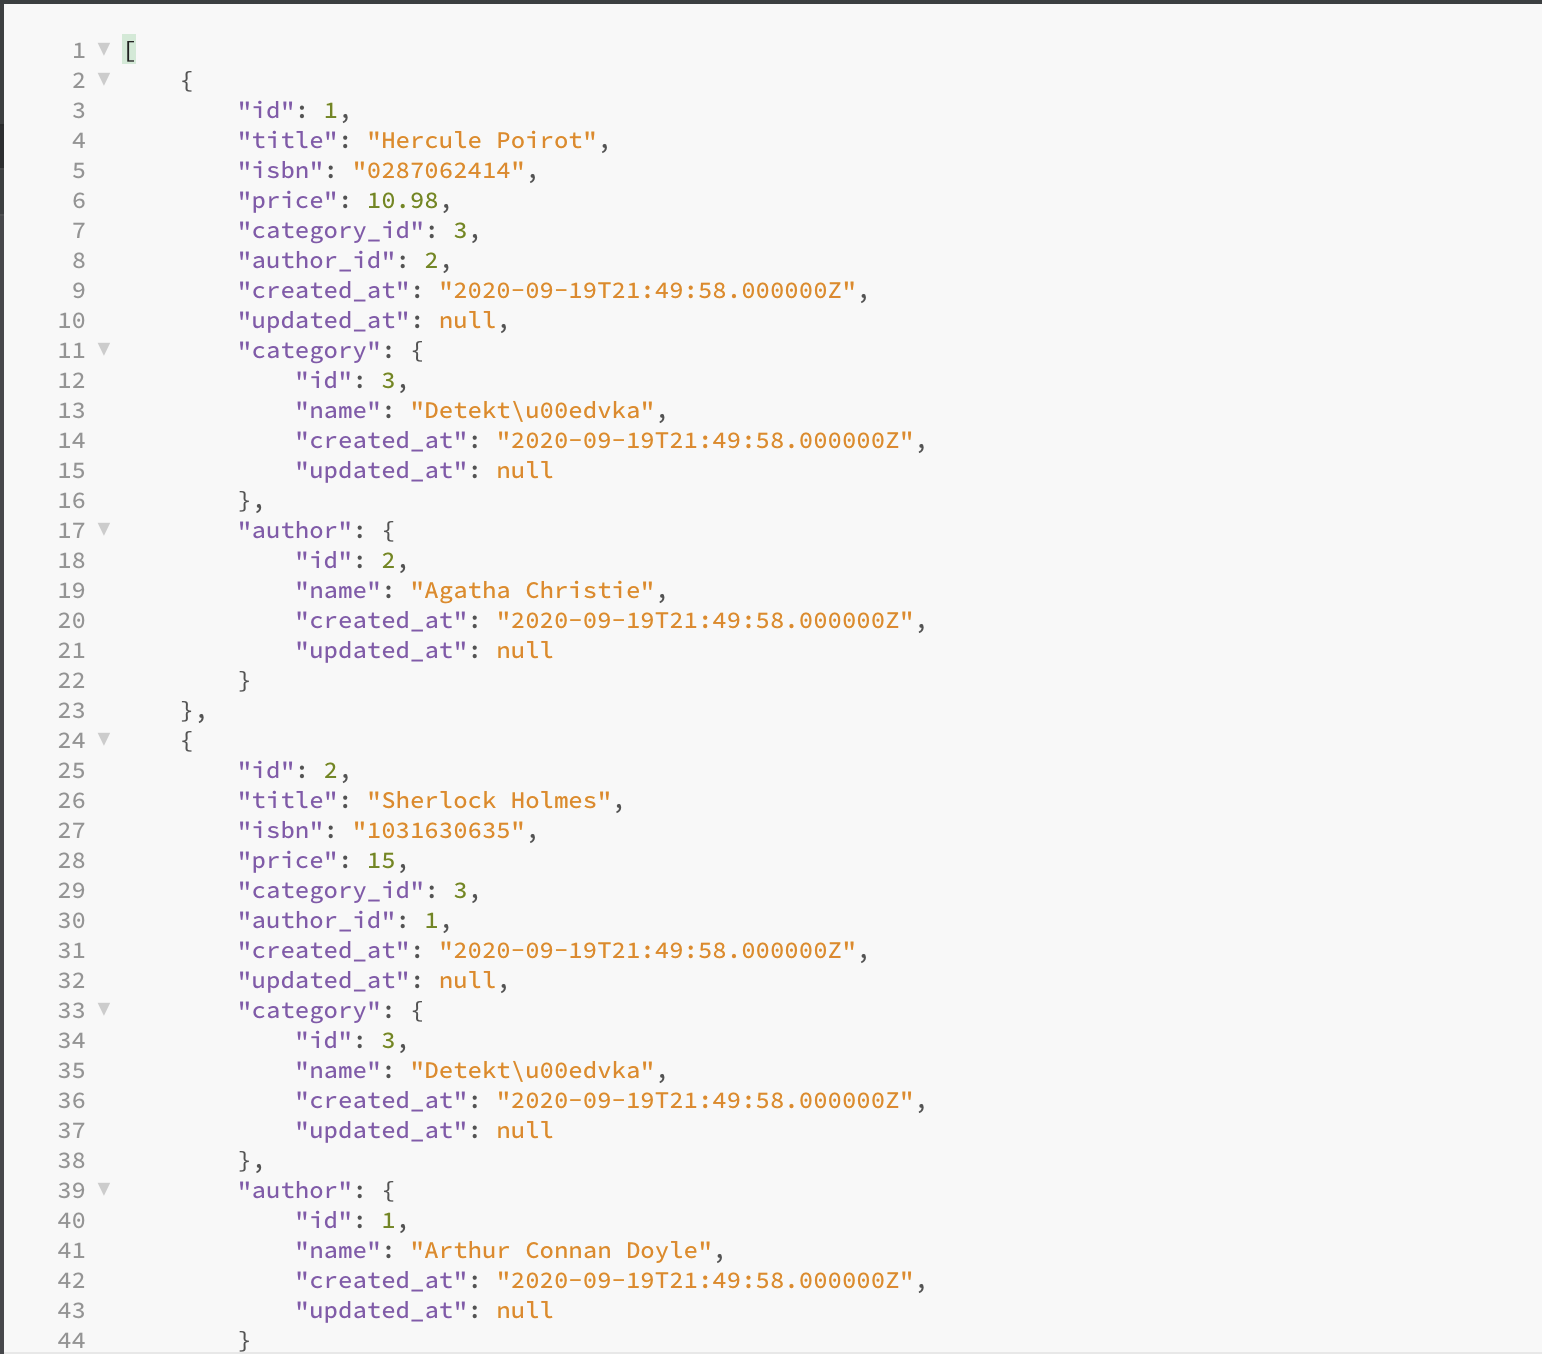 1 [
2 {
3 "id": 1,
4 "title": "Hercule Poirot",
5 "isbn": "0287062414",
6 "price": 10.98,
7 "category_id": 3,
8 "author_id": 2,
9 "created_at": "2020-09-19T21:49:58.000000Z",
10 "updated_at": null,
11 "category": {
12 "id": 3,
13 "name": "Detekt\u00edvka",
14 "created_at": "2020-09-19T21:49:58.000000Z",
15 "updated_at": null
16 },
17 "author": {
18 "id": 2,
19 "name": "Agatha Christie",
20 "created_at": "2020-09-19T21:49:58.000000Z",
21 "updated_at": null
22 }
23 },
24 {
25 "id": 2,
26 "title": "Sherlock Holmes",
27 "isbn": "1031630635",
28 "price": 15,
29 "category_id": 3,
30 "author_id": 1,
31 "created_at": "2020-09-19T21:49:58.000000Z",
32 "updated_at": null,
33 "category": {
34 "id": 3,
35 "name": "Detekt\u00edvka",
36 "created_at": "2020-09-19T21:49:58.000000Z",
37 "updated_at": null
38 },
39 "author": {
40 "id": 1,
41 "name": "Arthur Connan Doyle",
42 "created_at": "2020-09-19T21:49:58.000000Z",
43 "updated_at": null
44 }